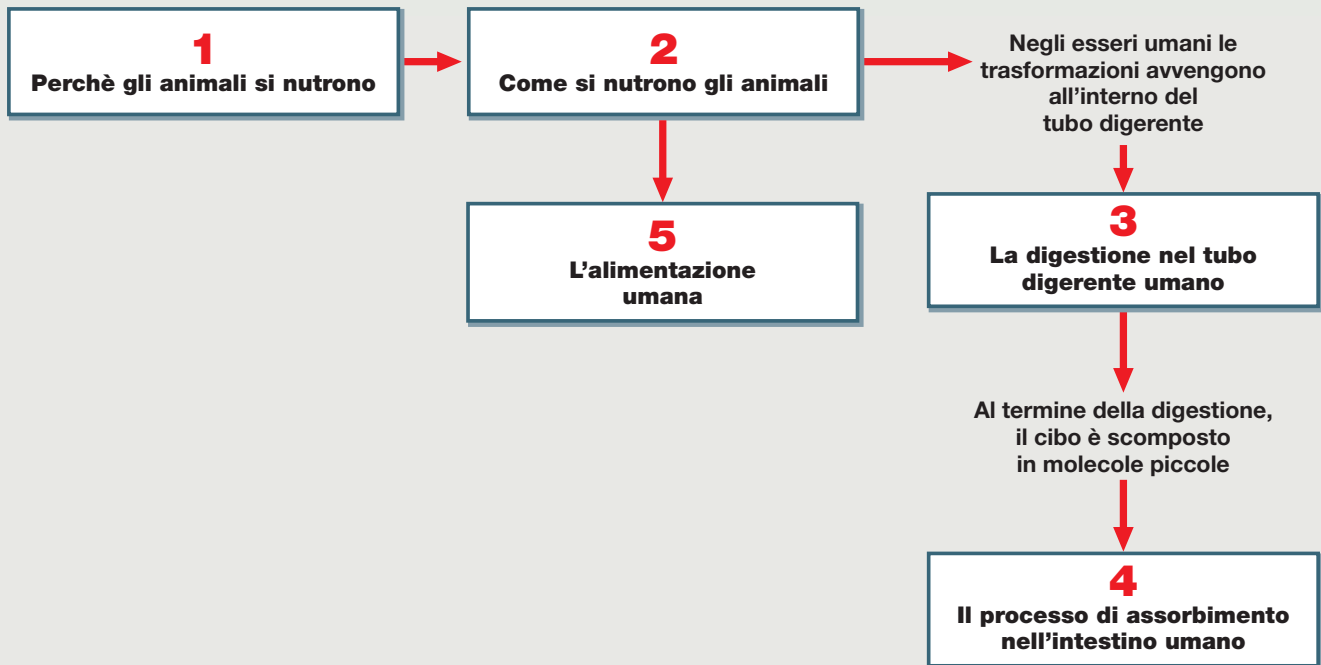 1
Perchè gli animali si nutrono
2
Come si nutrono gli animali
Negli esseri umani le
trasformazioni avvengono
all’interno del
tubo digerente
3
La digestione nel tubo
digerente umano
5
L’alimentazione
umana
Al termine della digestione,
il cibo è scomposto
in molecole piccole
4
Il processo di assorbimento
nell’intestino umano